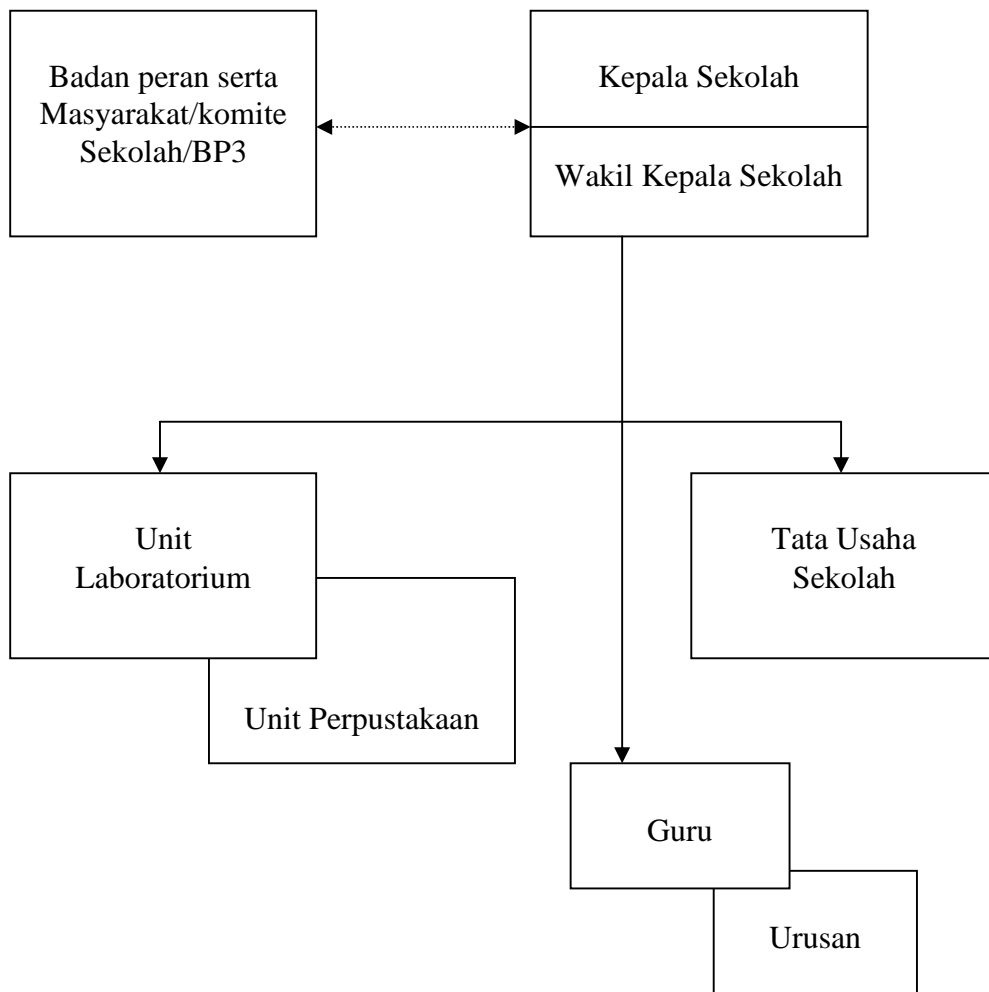 Badan peran serta
Masyarakat/komite
Sekolah/BP3
Kepala Sekolah
Wakil Kepala Sekolah
Unit
Laboratorium
Tata Usaha
Sekolah
Unit Perpustakaan
Guru
Urusan